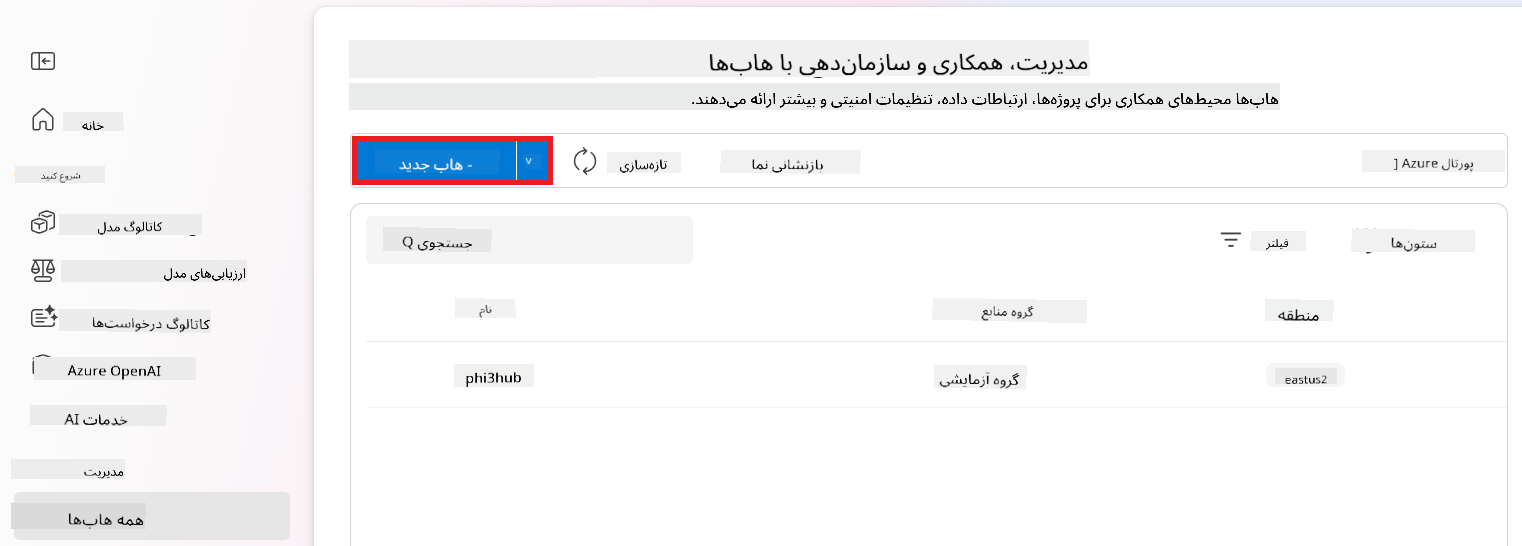 مدیریت، همکاری و سازمان‌دهی با هاب‌ها
هاب‌ها محیط‌های همکاری برای پروژه‌ها، ارتباطات داده، تنظیمات امنیتی و بیشتر ارائه می‌دهند.
خانه
شروع کنید
کاتالوگ مدل
ارزیابی‌های مدل
کاتالوگ درخواست‌ها
Azure OpenAI
خدمات AI
مدیریت
همه هاب‌ها
- هاب جدید
تازه‌سازی
بازنشانی نما
پورتال Azure [
جستجوی Q
فیلتر
ستون‌ها
نام
گروه منابع
منطقه
phi3hub
گروه آزمایشی
eastus2